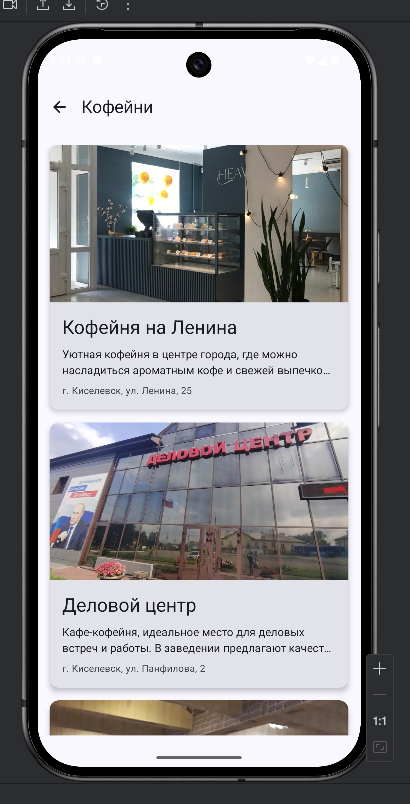 Кофейни
HEAV
Кофейня на Ленина
Уютная кофейня в центре города, где можно
насладиться ароматным кофе и свежей выпечко…
г. Киселевск, ул. Ленина, 25
ДЕЛОВОЙ ЦЕНТР
Деловой центр
Кафе-кофейня, идеальное место для деловых
встреч и работы. В заведении предлагают качест…
г. Киселевск, ул. Панфилова, 2
1:1